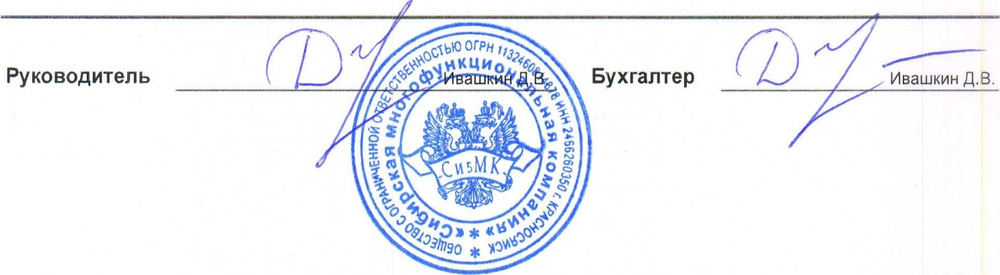 Руководитель Ивашкин Д.В. Бухгалтер Ивашкин Д.В.
ОБЩЕСТВО С ОГРАНИЧЕННОЙ ОТВЕТСТВЕННОСТЬЮ ОГРН ИНН 2466260350 г. КРАСНОЯРСК *
«Сибирская многофункциональная компания» *
СибМК